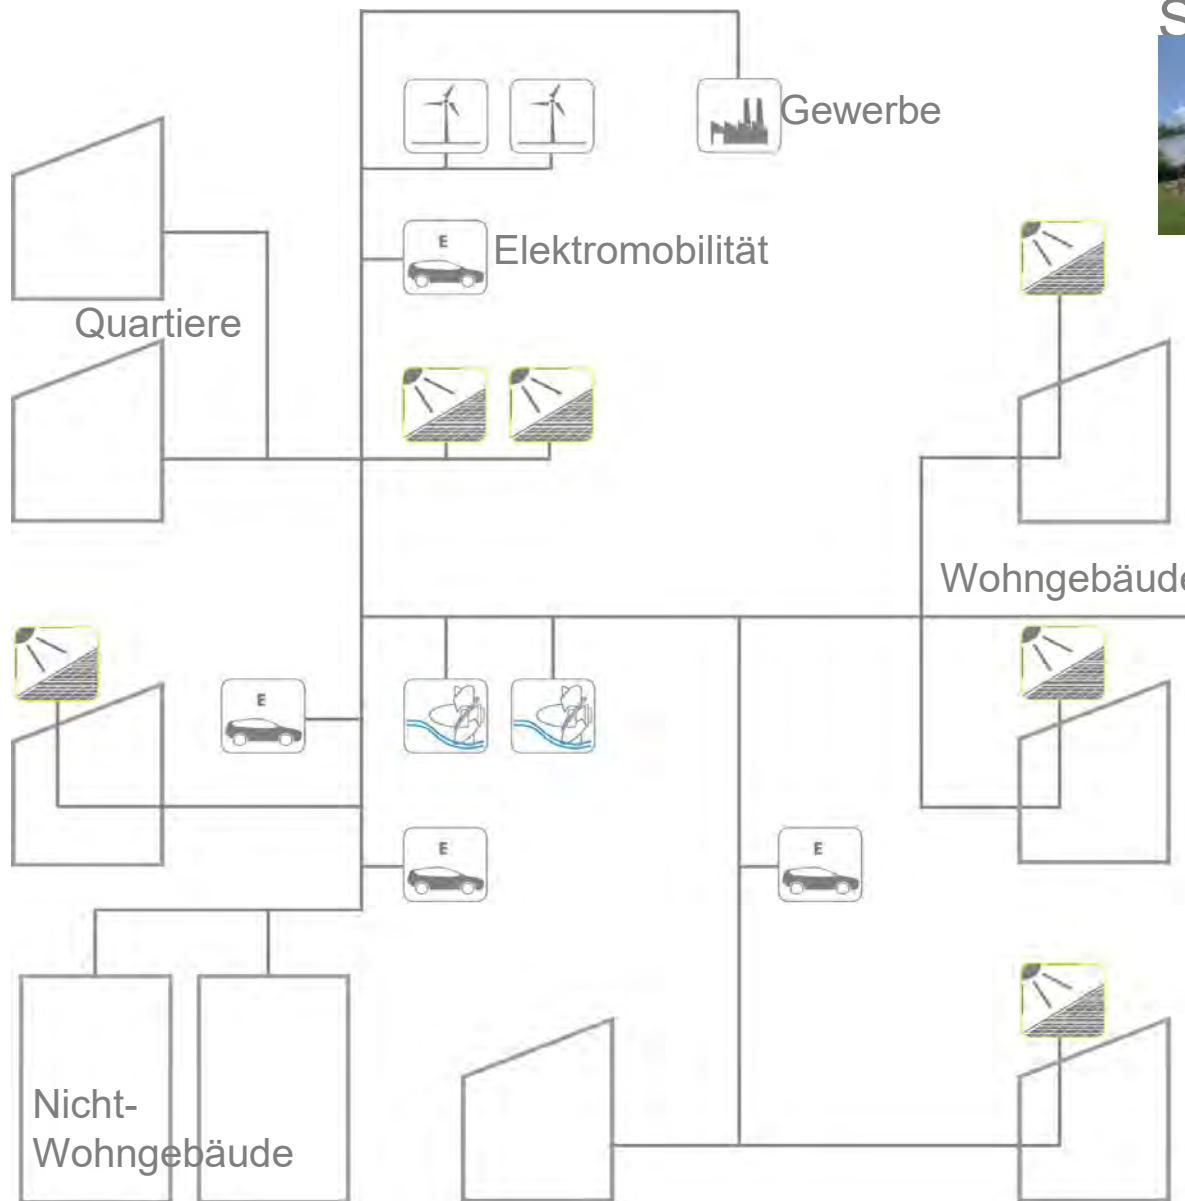 Gewerbe
E
Elektromobilität
Quartiere
Wohngebäude
E
E
E
Nicht-
Wohngebäude